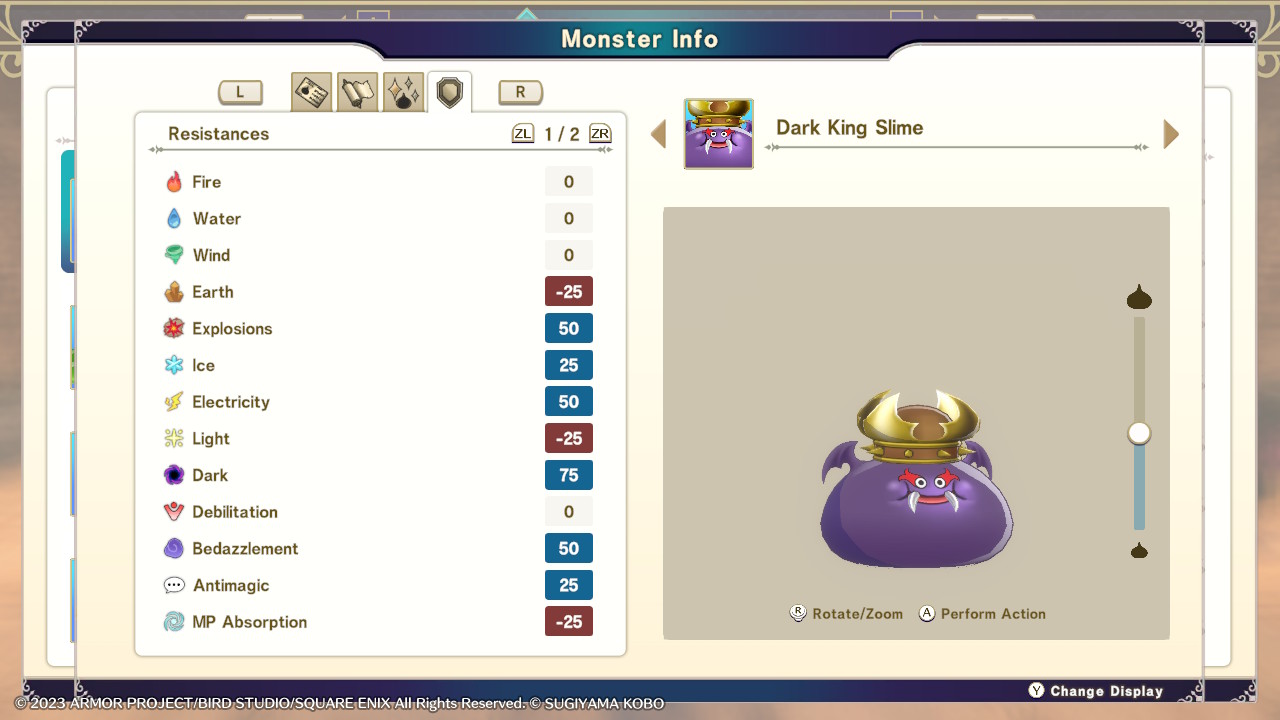 Monster Info
L R
Resistances ZL 1 / 2 ZR
Dark King Slime
Fire 0
Water 0
Wind 0
Earth -25
Explosions 50
Ice 25
Electricity 50
Light -25
Dark 75
Debilitation 0
Bedazzlement 50
Antimagic 25
MP Absorption -25
R Rotate/Zoom A Perform Action
Y Change Display
© 2023 ARMOR PROJECT/BIRD STUDIO/SQUARE ENIX All Rights Reserved. © SUGIYAMA KOBO